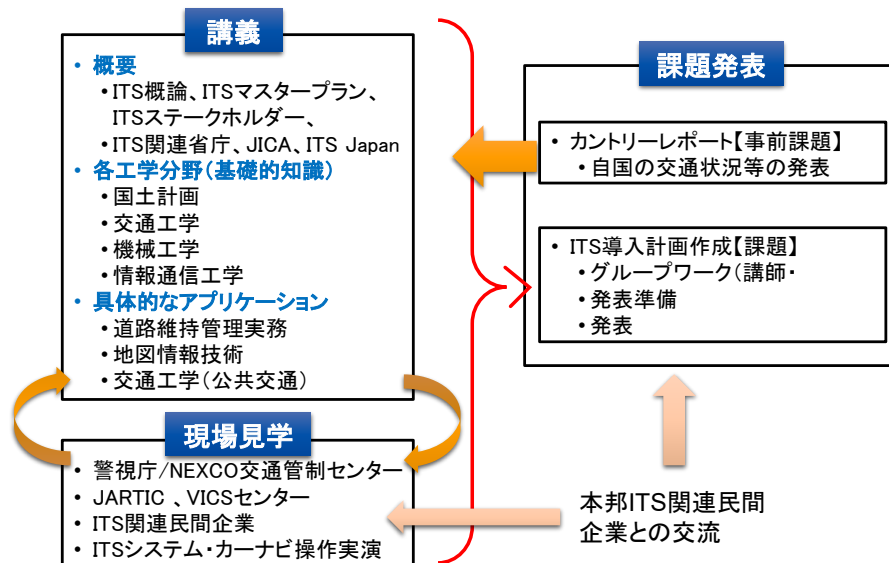 講義
・ 概要
・ITS概論、ITSマスタープラン、
ITSステークホルダー、
・ITS関連省庁、JICA、ITS Japan
・ 各工学分野(基礎的知識)
・国土計画
・交通工学
・機械工学
・情報通信工学
・ 具体的なアプリケーション
・道路維持管理実務
・地図情報技術
・交通工学(公共交通)
現場見学
・ 警視庁/NEXCO交通管制センター
・ JARTIC 、VICSセンター
・ ITS関連民間企業
・ ITSシステム・カーナビ操作実演
課題発表
・ カントリーレポート【事前課題】
・自国の交通状況等の発表
・ ITS導入計画作成【課題】
・グループワーク(講師・
・発表準備
・発表
本邦ITS関連民間
企業との交流